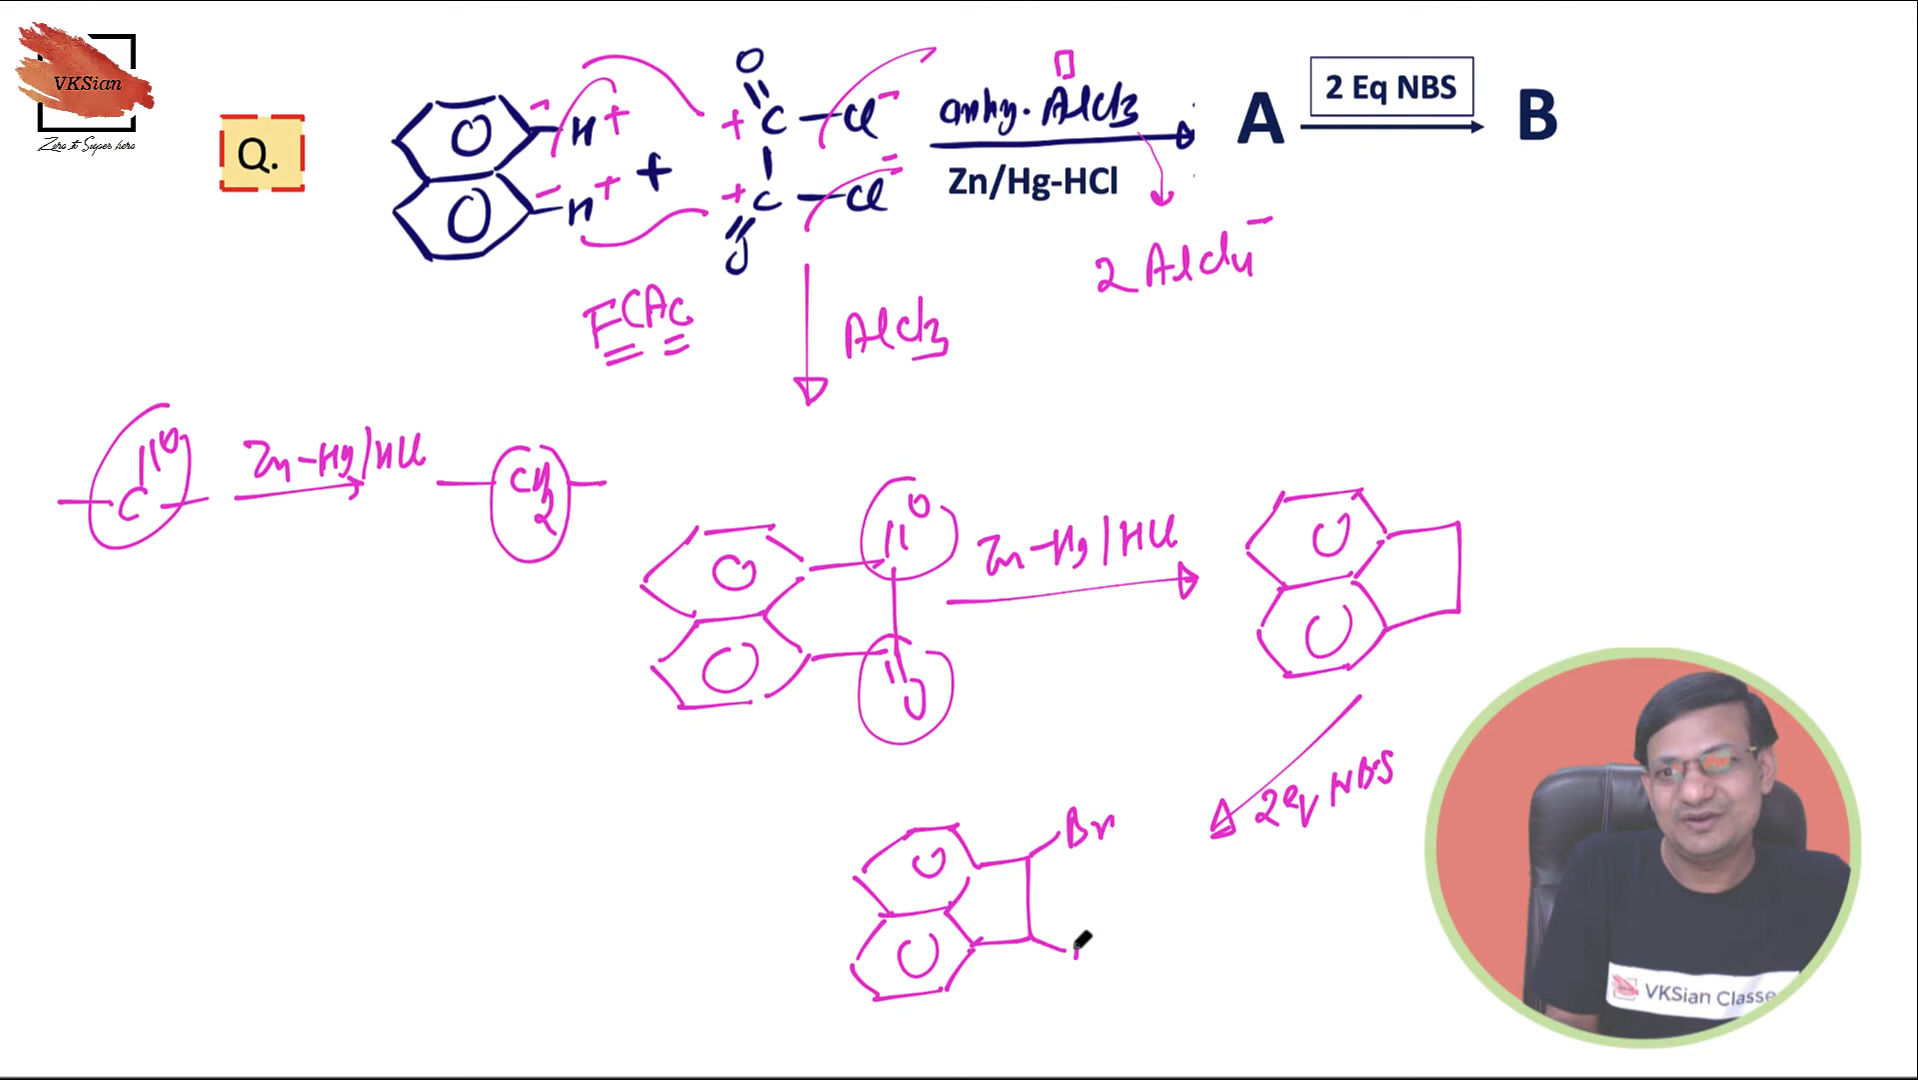 VKSian
Zero to Super hero
Q.
H +
H +
+
O
+ C - Cl -
+ C - Cl -
O
anhy. AlCl3
Zn/Hg-HCl
A
2 Eq NBS
B
2 AlCl4 -
FCAc
AlCl3
O
C
Zn-Hg/HCl
CH2
O
O
Zn-Hg/HCl
2eq NBS
Br
VKSian Classe